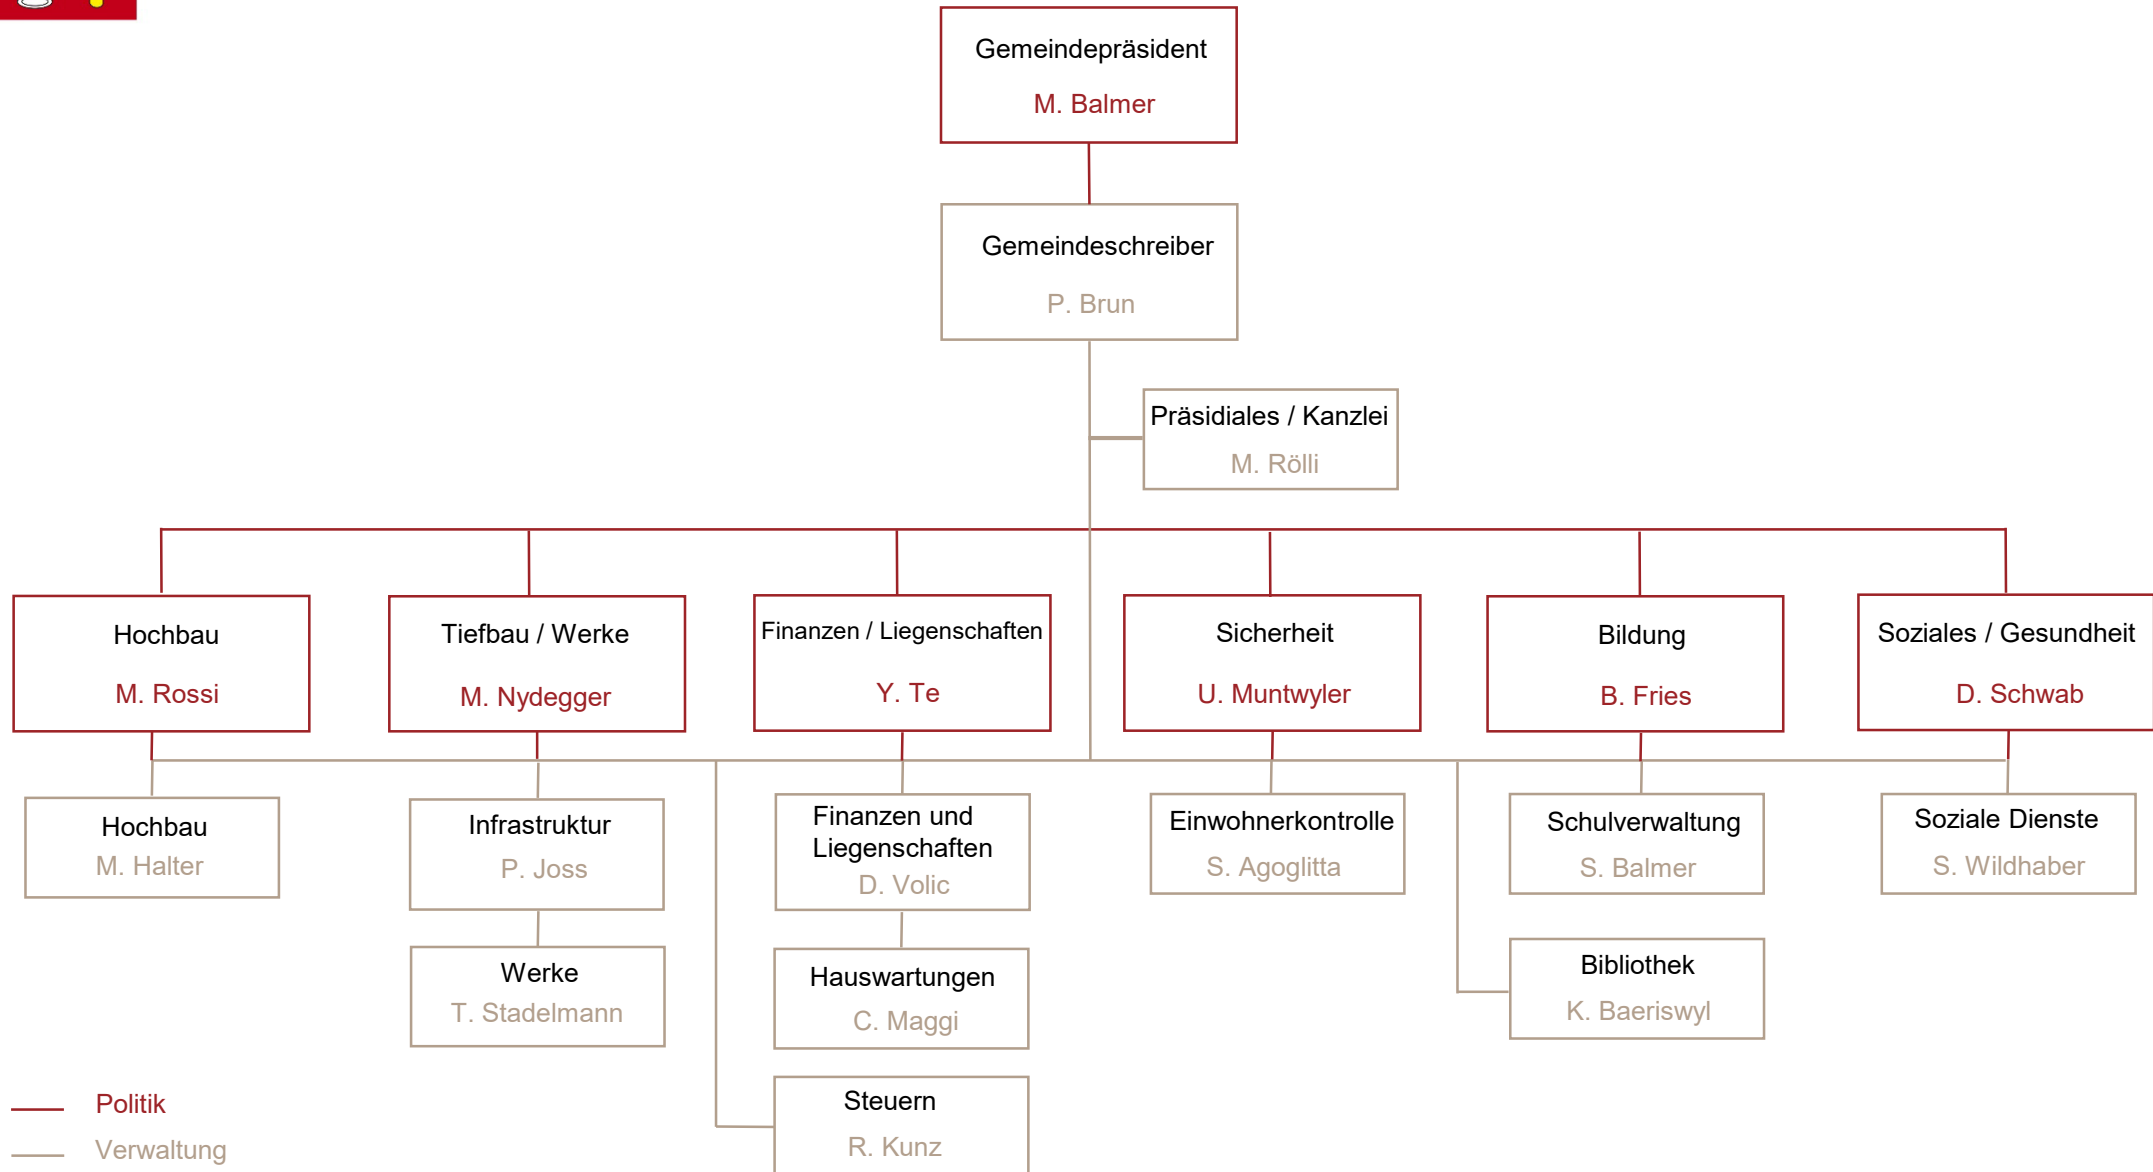 Gemeindepräsident
M. Balmer
Gemeindeschreiber
P. Brun
Präsidiales / Kanzlei
M. Rölli
Hochbau
M. Rossi
Tiefbau / Werke
M. Nydegger
Finanzen / Liegenschaften
Y. Te
Sicherheit
U. Muntwyler
Bildung
B. Fries
Soziales / Gesundheit
D. Schwab
Hochbau
M. Halter
Infrastruktur
P. Joss
Finanzen und
Liegenschaften
D. Volic
Einwohnerkontrolle
S. Agoglitta
Schulverwaltung
S. Balmer
Soziale Dienste
S. Wildhaber
Werke
T. Stadelmann
Hauswartungen
C. Maggi
Bibliothek
K. Baeriswyl
Steuern
R. Kunz
Politik
Verwaltung